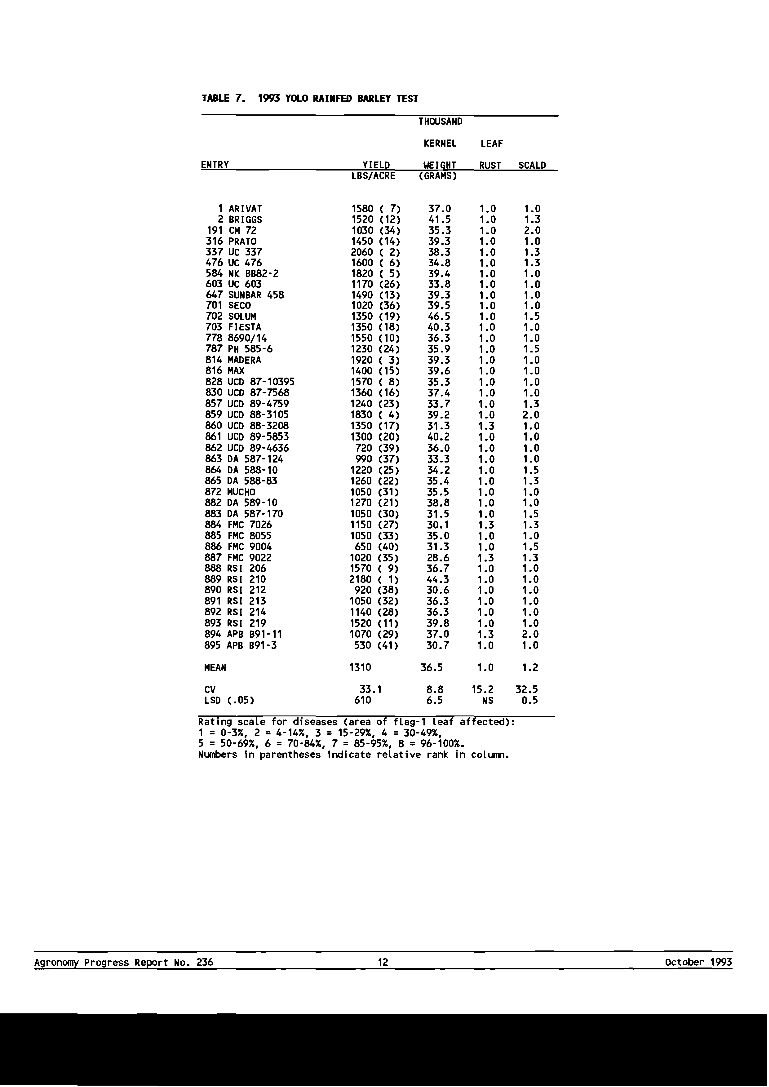 TABLE 7. 1993 YOLO RAINFED BARLEY TEST
THOUSAND
KERNEL LEAF
ENTRY YIELD WEIGHT RUST SCALD
LBS/ACRE (GRAMS)
1 ARIVAT 1580 ( 7) 37.0 1.0 1.0
2 BRIGGS 1520 (12) 41.5 1.0 1.3
191 CM 72 1030 (34) 35.3 1.0 2.0
316 PRATO 1450 (14) 39.3 1.0 1.0
337 UC 337 2060 ( 2) 38.3 1.0 1.3
476 UC 476 1600 ( 6) 34.8 1.0 1.3
584 NK BB82-2 1820 ( 5) 39.4 1.0 1.0
603 UC 603 1170 (26) 33.8 1.0 1.0
647 SUNBAR 458 1490 (13) 39.3 1.0 1.0
701 SECO 1020 (36) 39.5 1.0 1.0
702 SOLUM 1350 (19) 46.5 1.0 1.5
703 FIESTA 1350 (18) 40.3 1.0 1.0
778 8690/14 1550 (10) 36.3 1.0 1.0
787 PH 585-6 1230 (24) 35.9 1.0 1.5
814 MADERA 1920 ( 3) 39.3 1.0 1.0
816 MAX 1400 (15) 39.6 1.0 1.0
828 UCD 87-10395 1570 ( 8) 35.3 1.0 1.0
830 UCD 87-7568 1360 (16) 37.4 1.0 1.0
857 UCD 89-4759 1240 (23) 33.7 1.0 1.3
859 UCD 88-3105 1830 ( 4) 39.2 1.0 2.0
860 UCD 88-3208 1350 (17) 31.3 1.3 1.0
861 UCD 89-5853 1300 (20) 40.2 1.0 1.0
862 UCD 89-4636 720 (39) 36.0 1.0 1.0
863 DA 587-124 990 (37) 33.3 1.0 1.0
864 DA 588-10 1220 (25) 34.2 1.0 1.5
865 DA 588-83 1260 (22) 35.4 1.0 1.3
872 MUCHO 1050 (31) 35.5 1.0 1.0
882 DA 589-10 1270 (21) 38.8 1.0 1.0
883 DA 587-170 1050 (30) 31.5 1.0 1.5
884 FMC 7026 1150 (27) 30.1 1.3 1.3
885 FMC 8055 1050 (33) 35.0 1.0 1.0
886 FMC 9004 650 (40) 31.3 1.0 1.5
887 FMC 9022 1020 (35) 28.6 1.3 1.3
888 RSI 206 1570 ( 9) 36.7 1.0 1.0
889 RSI 210 2180 ( 1) 44.3 1.0 1.0
890 RSI 212 920 (38) 30.6 1.0 1.0
891 RSI 213 1050 (32) 36.3 1.0 1.0
892 RSI 214 1140 (28) 36.3 1.0 1.0
893 RSI 219 1520 (11) 39.8 1.0 1.0
894 APB B91-11 1070 (29) 37.0 1.3 2.0
895 APB B91-3 530 (41) 30.7 1.0 1.0
MEAN 1310 36.5 1.0 1.2
CV 33.1 8.8 15.2 32.5
LSD (.05) 610 6.5 NS 0.5
Rating scale for diseases (area of flag-1 leaf affected):
1 = 0-3%, 2 = 4-14%, 3 = 15-29%, 4 = 30-49%,
5 = 50-69%, 6 = 70-84%, 7 = 85-95%, 8 = 96-100%.
Numbers in parentheses indicate relative rank in column.
Agronomy Progress Report No. 236 12 October 1993